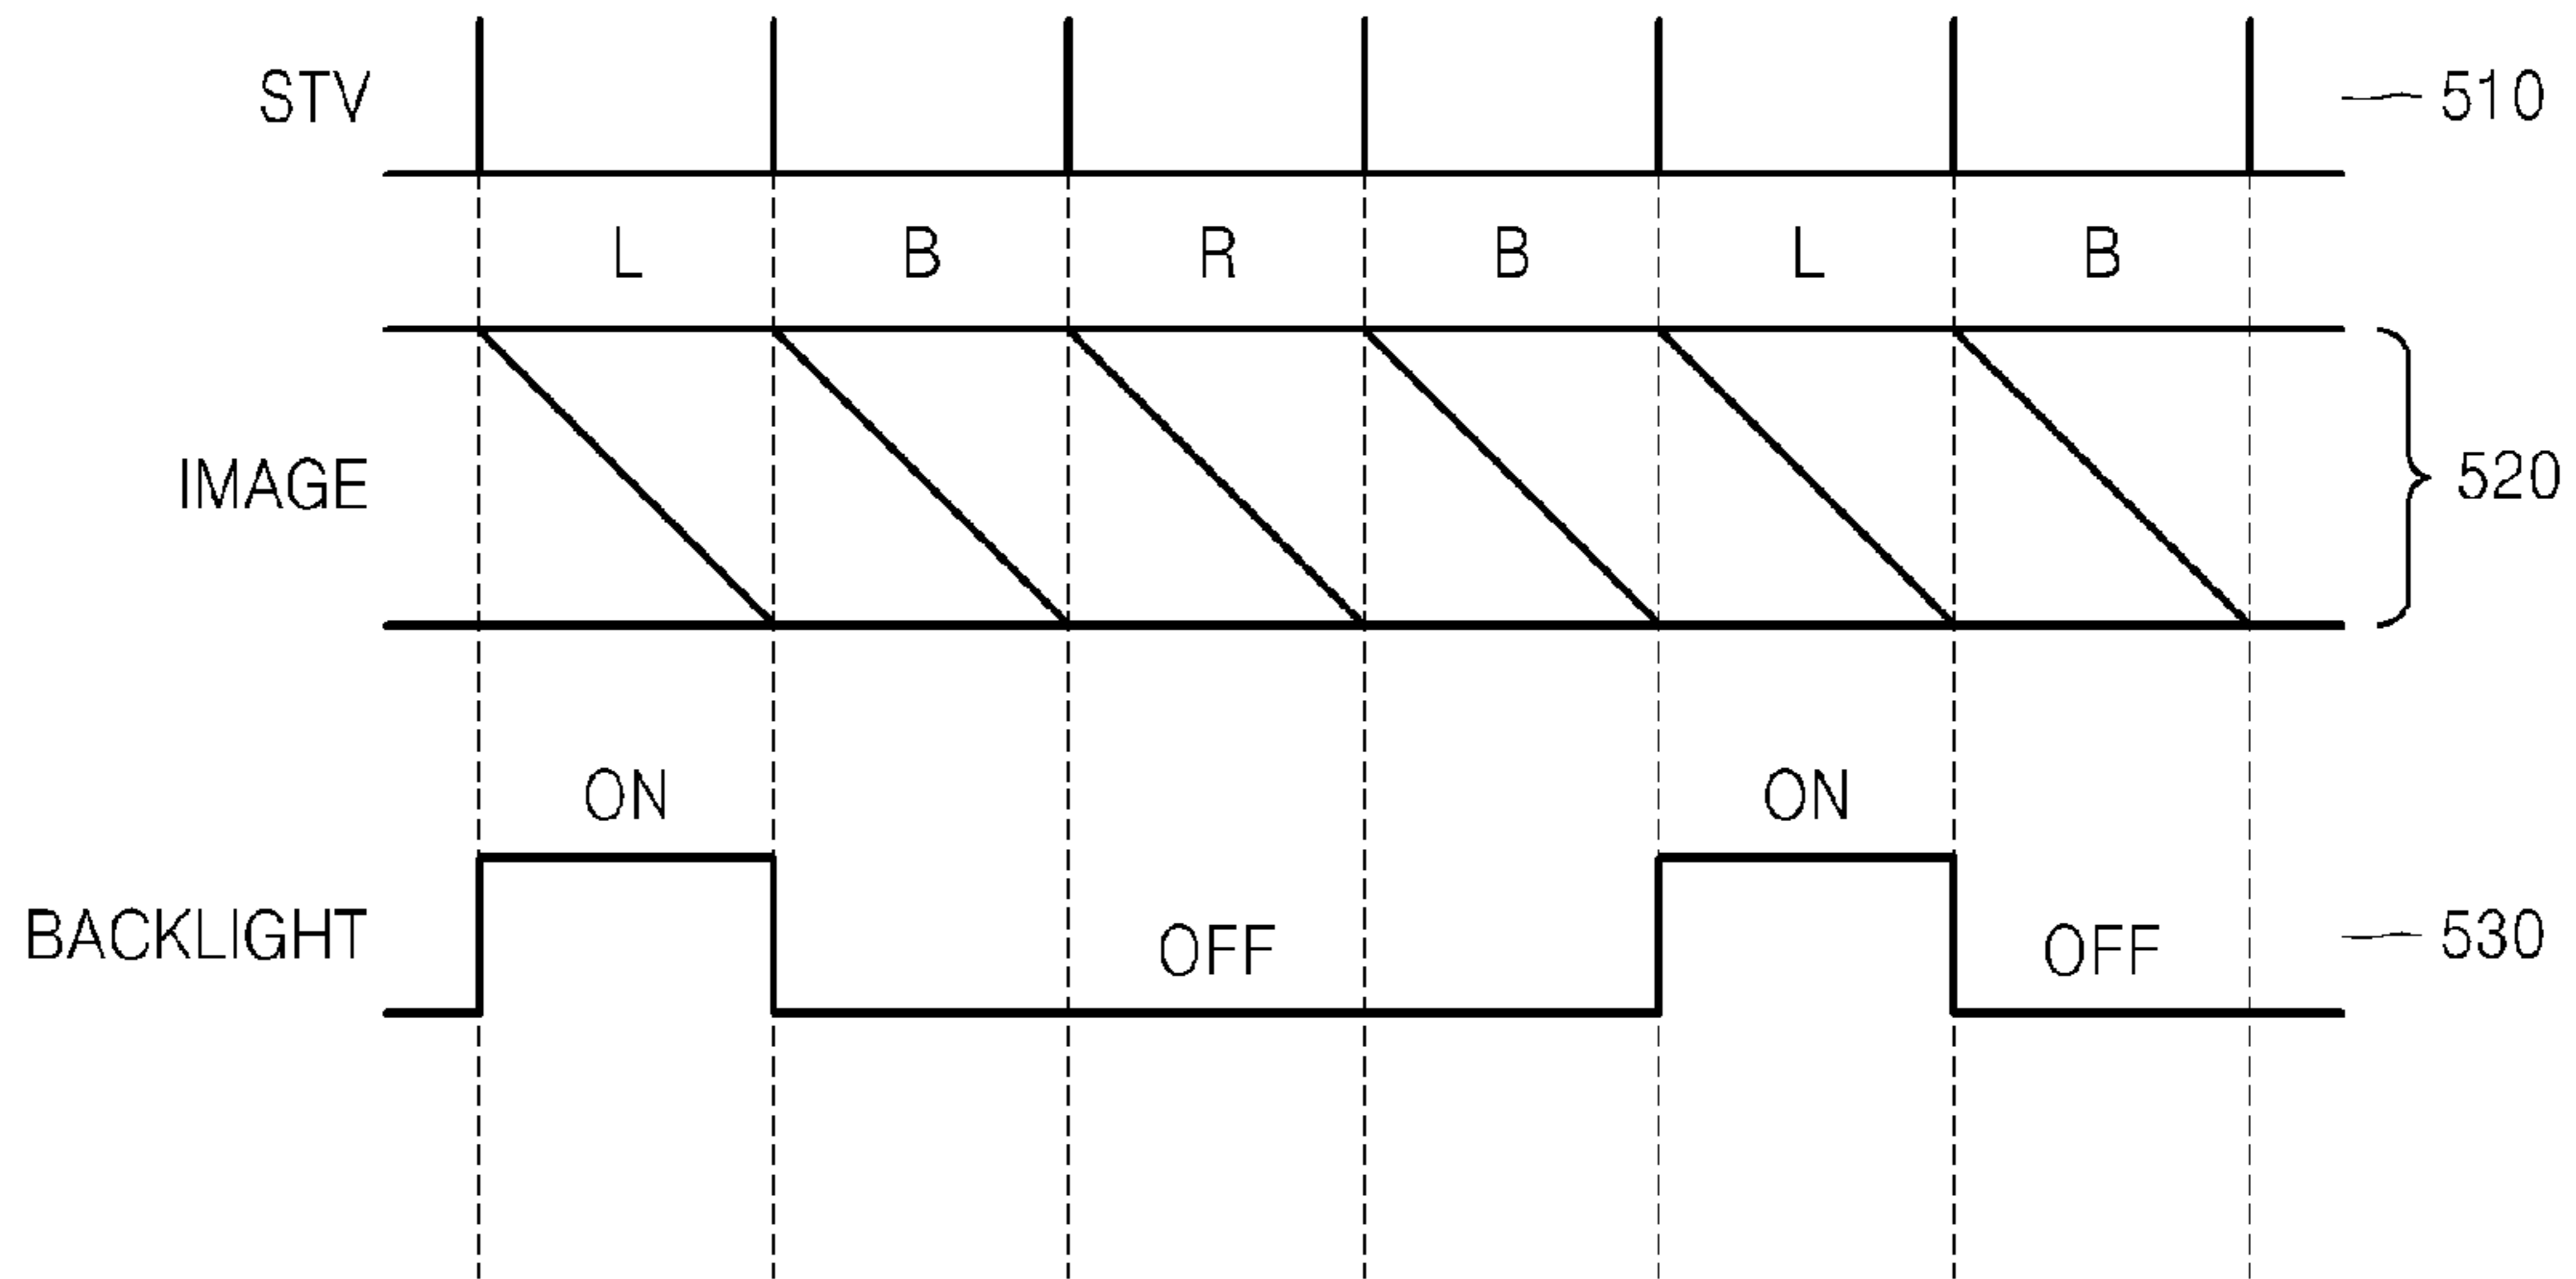 STV 510
L B R B L B
IMAGE 520
ON ON
BACKLIGHT OFF OFF 530